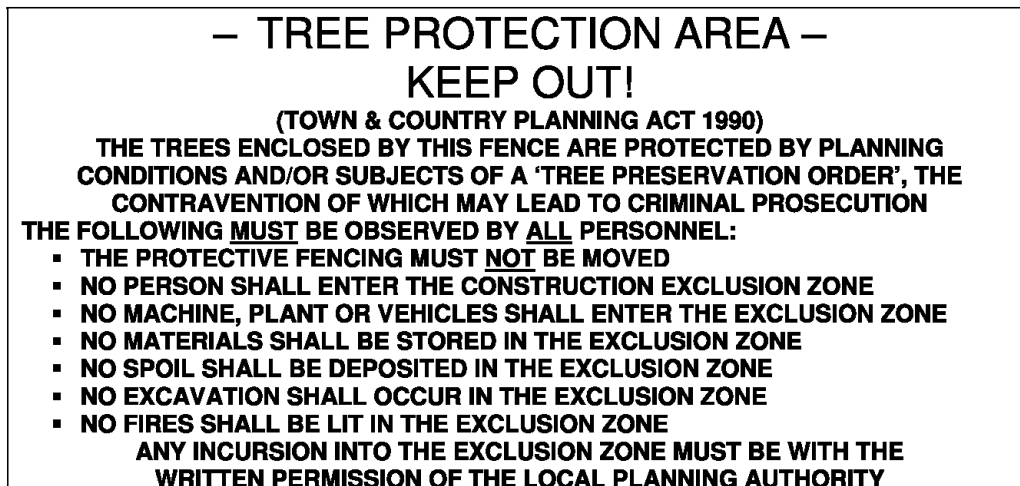 – TREE PROTECTION AREA –
KEEP OUT!
(TOWN & COUNTRY PLANNING ACT 1990)
THE TREES ENCLOSED BY THIS FENCE ARE PROTECTED BY PLANNING
CONDITIONS AND/OR SUBJECTS OF A ‘TREE PRESERVATION ORDER’, THE
CONTRAVENTION OF WHICH MAY LEAD TO CRIMINAL PROSECUTION
THE FOLLOWING MUST BE OBSERVED BY ALL PERSONNEL:
▪ THE PROTECTIVE FENCING MUST NOT BE MOVED
▪ NO PERSON SHALL ENTER THE CONSTRUCTION EXCLUSION ZONE
▪ NO MACHINE, PLANT OR VEHICLES SHALL ENTER THE EXCLUSION ZONE
▪ NO MATERIALS SHALL BE STORED IN THE EXCLUSION ZONE
▪ NO SPOIL SHALL BE DEPOSITED IN THE EXCLUSION ZONE
▪ NO EXCAVATION SHALL OCCUR IN THE EXCLUSION ZONE
▪ NO FIRES SHALL BE LIT IN THE EXCLUSION ZONE
ANY INCURSION INTO THE EXCLUSION ZONE MUST BE WITH THE
WRITTEN PERMISSION OF THE LOCAL PLANNING AUTHORITY